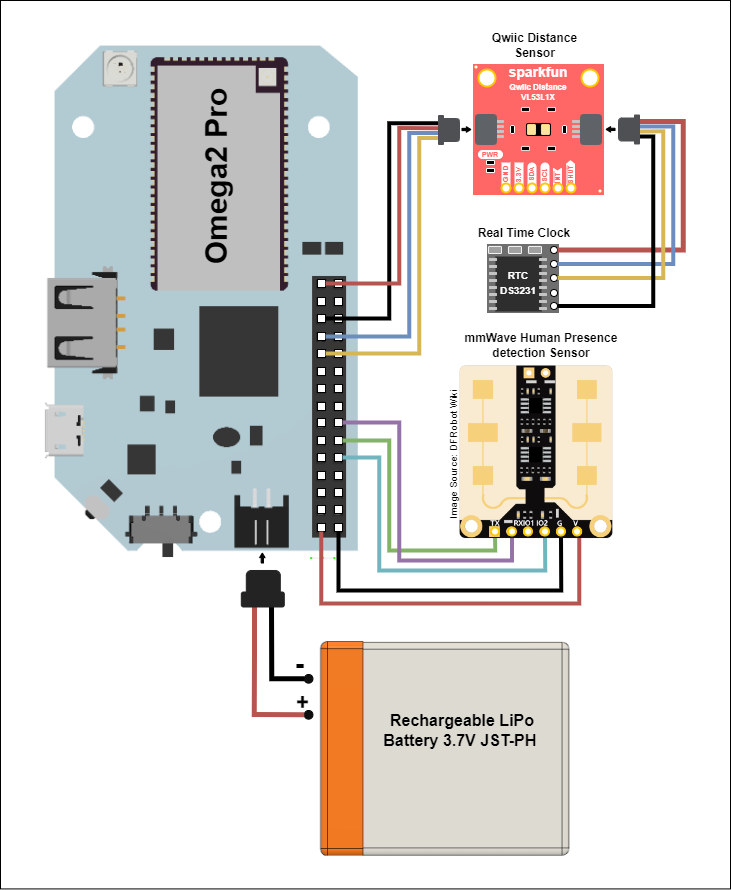 Qwiic Distance
Sensor
sparkfun
Qwiic Distance
VL53L1X
PWR
GND
3.3V
SDA
SCL
INT
SHUT
Omega2 Pro
Real Time Clock
RTC
DS3231
mmWave Human Presence
detection Sensor
Image Source: DFRobot Wiki
TX RX IO1 IO2 G V
-
+
Rechargeable LiPo
Battery 3.7V JST-PH